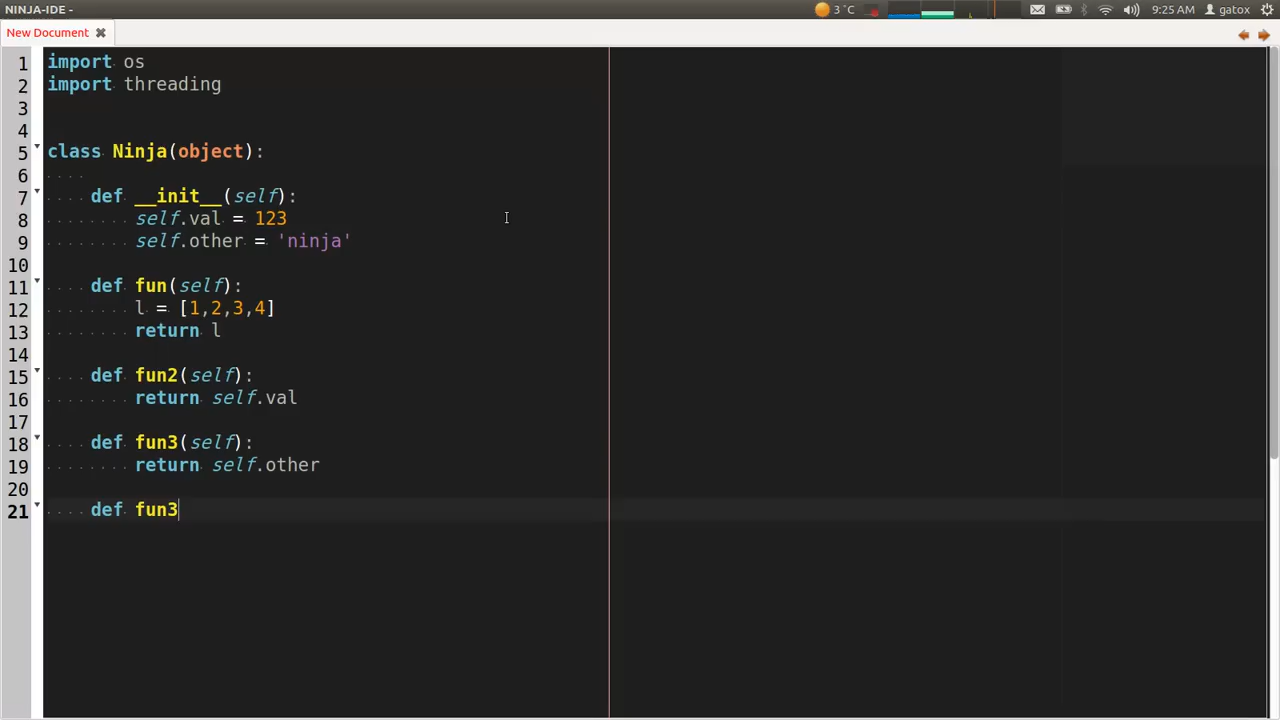 NINJA-IDE -
3 °C
9:25 AM
gatox
New Document
1 import os
2 import threading
3
4
5 class Ninja(object):
6
7     def __init__(self):
8         self.val = 123
9         self.other = 'ninja'
10
11     def fun(self):
12         l = [1,2,3,4]
13         return l
14
15     def fun2(self):
16         return self.val
17
18     def fun3(self):
19         return self.other
20
21     def fun3